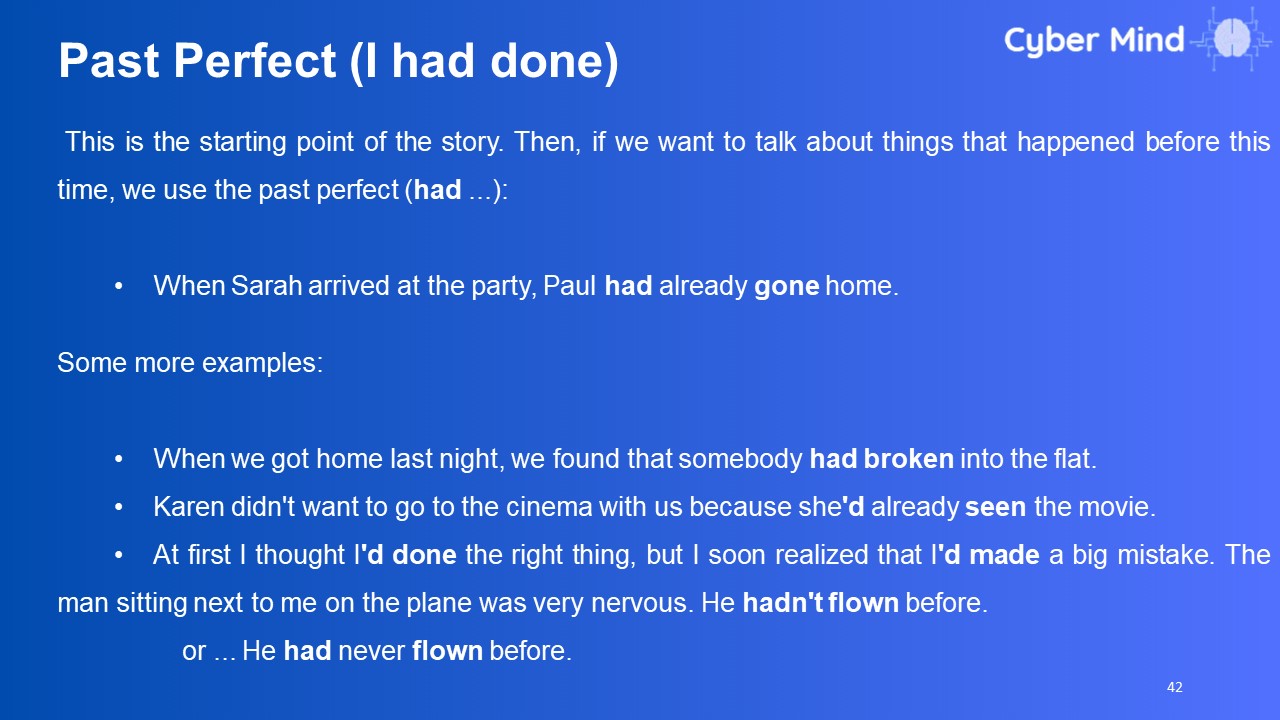 Past Perfect (I had done)
Cyber Mind
This is the starting point of the story. Then, if we want to talk about things that happened before this
time, we use the past perfect (had ...):
• When Sarah arrived at the party, Paul had already gone home.
Some more examples:
• When we got home last night, we found that somebody had broken into the flat.
• Karen didn't want to go to the cinema with us because she'd already seen the movie.
• At first I thought I'd done the right thing, but I soon realized that I'd made a big mistake. The
man sitting next to me on the plane was very nervous. He hadn't flown before.
or ... He had never flown before.
42